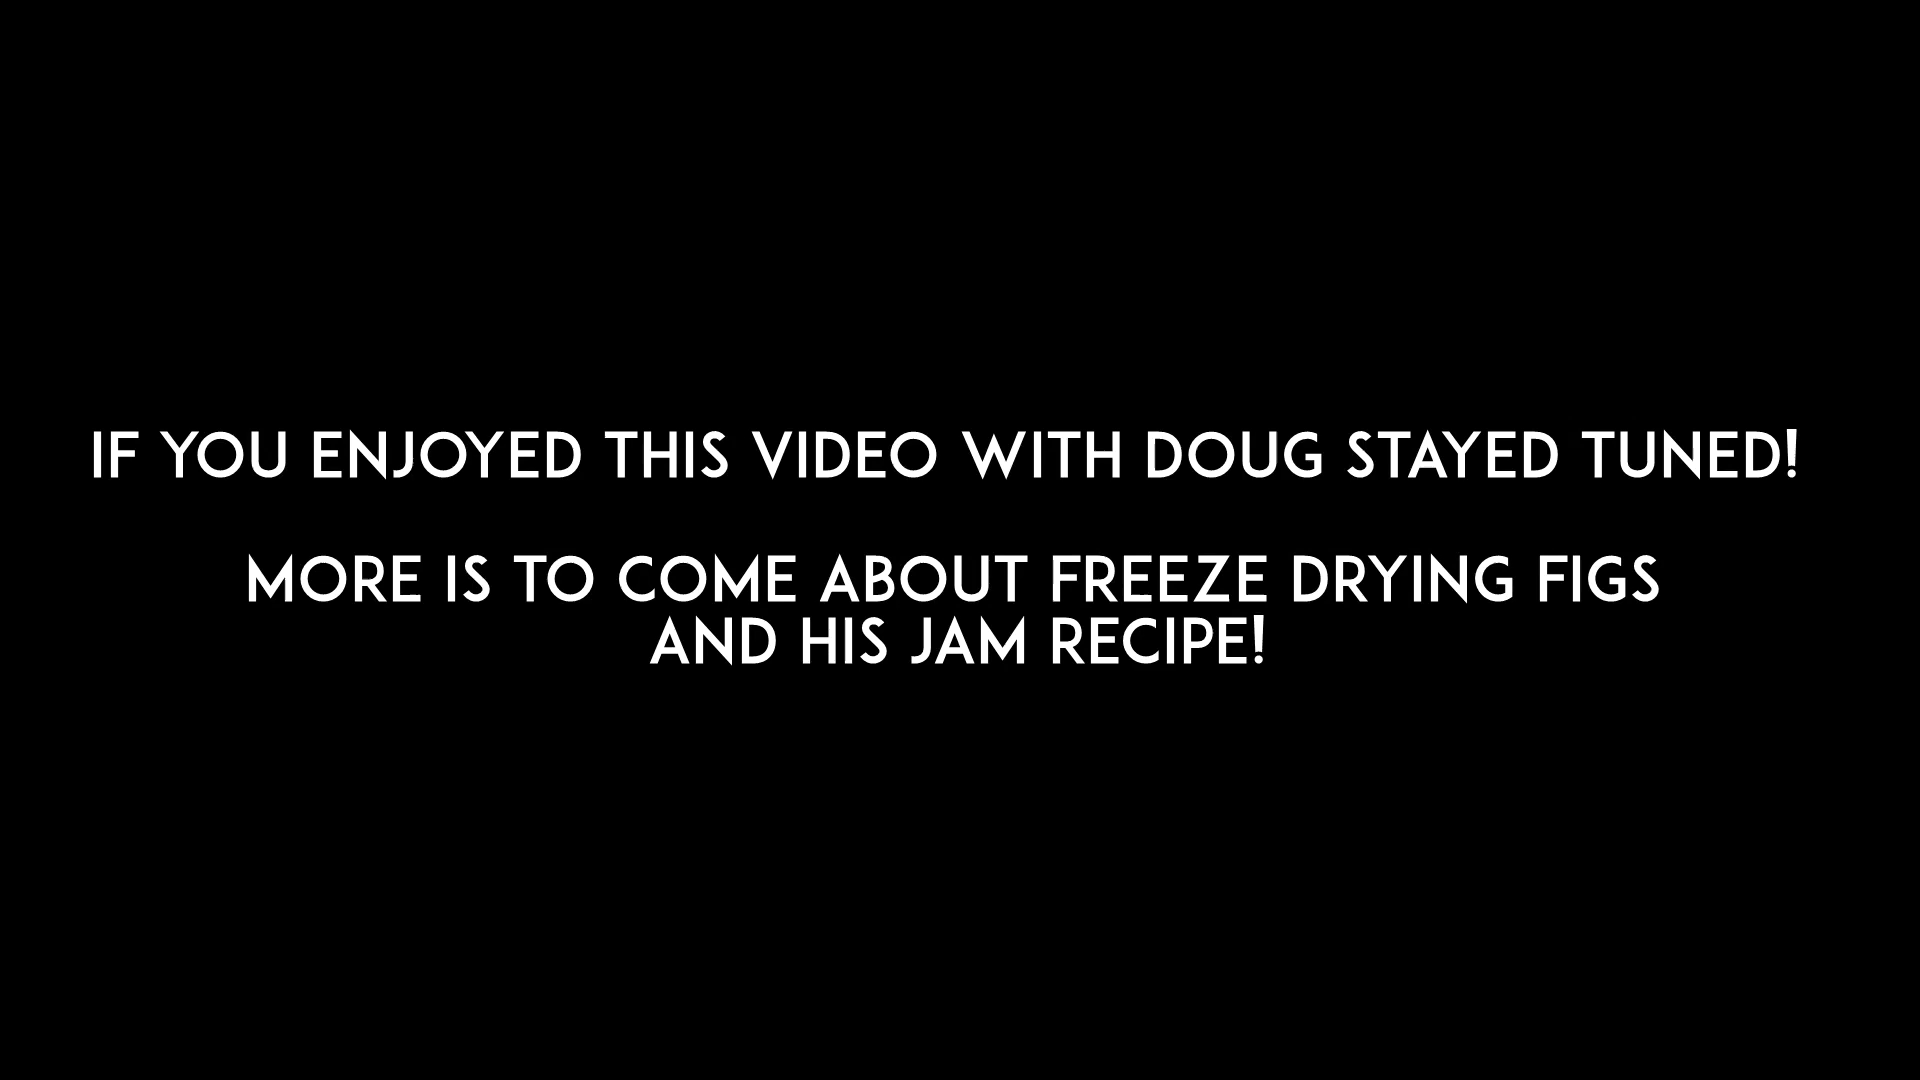 IF YOU ENJOYED THIS VIDEO WITH DOUG STAYED TUNED!
MORE IS TO COME ABOUT FREEZE DRYING FIGS
AND HIS JAM RECIPE!